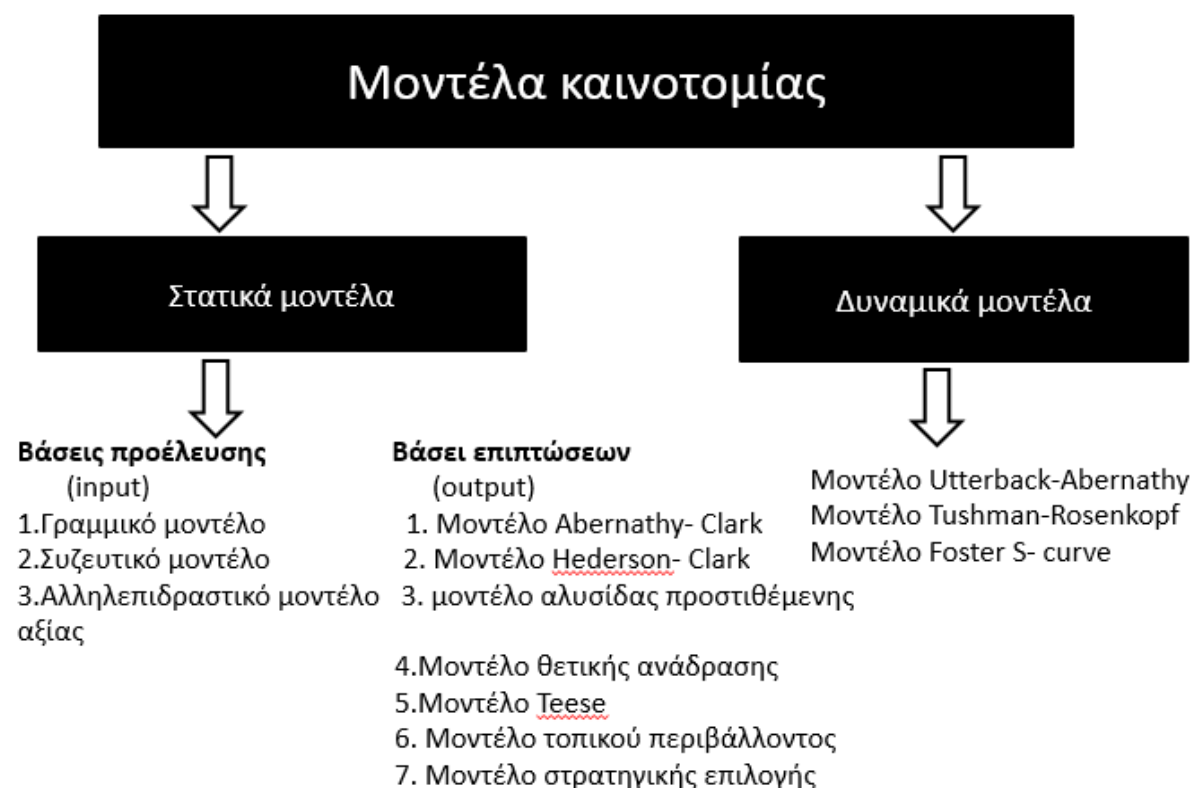 Μοντέλα καινοτομίας
Στατικά μοντέλα
Δυναμικά μοντέλα
Βάσεις προέλευσης
(input)
1.Γραμμικό μοντέλο
2.Συζευτικό μοντέλο
3.Αλληλεπιδραστικό μοντέλο
αξίας
Βάσει επιπτώσεων
(output)
1. Μοντέλο Abernathy- Clark
2. Μοντέλο Hederson- Clark
3. μοντέλο αλυσίδας προστιθέμενης
4.Μοντέλο θετικής ανάδρασης
5.Μοντέλο Teese
6. Μοντέλο τοπικού περιβάλλοντος
7. Μοντέλο στρατηγικής επιλογής
Μοντέλο Utterback-Abernathy
Μοντέλο Tushman-Rosenkopf
Μοντέλο Foster S- curve